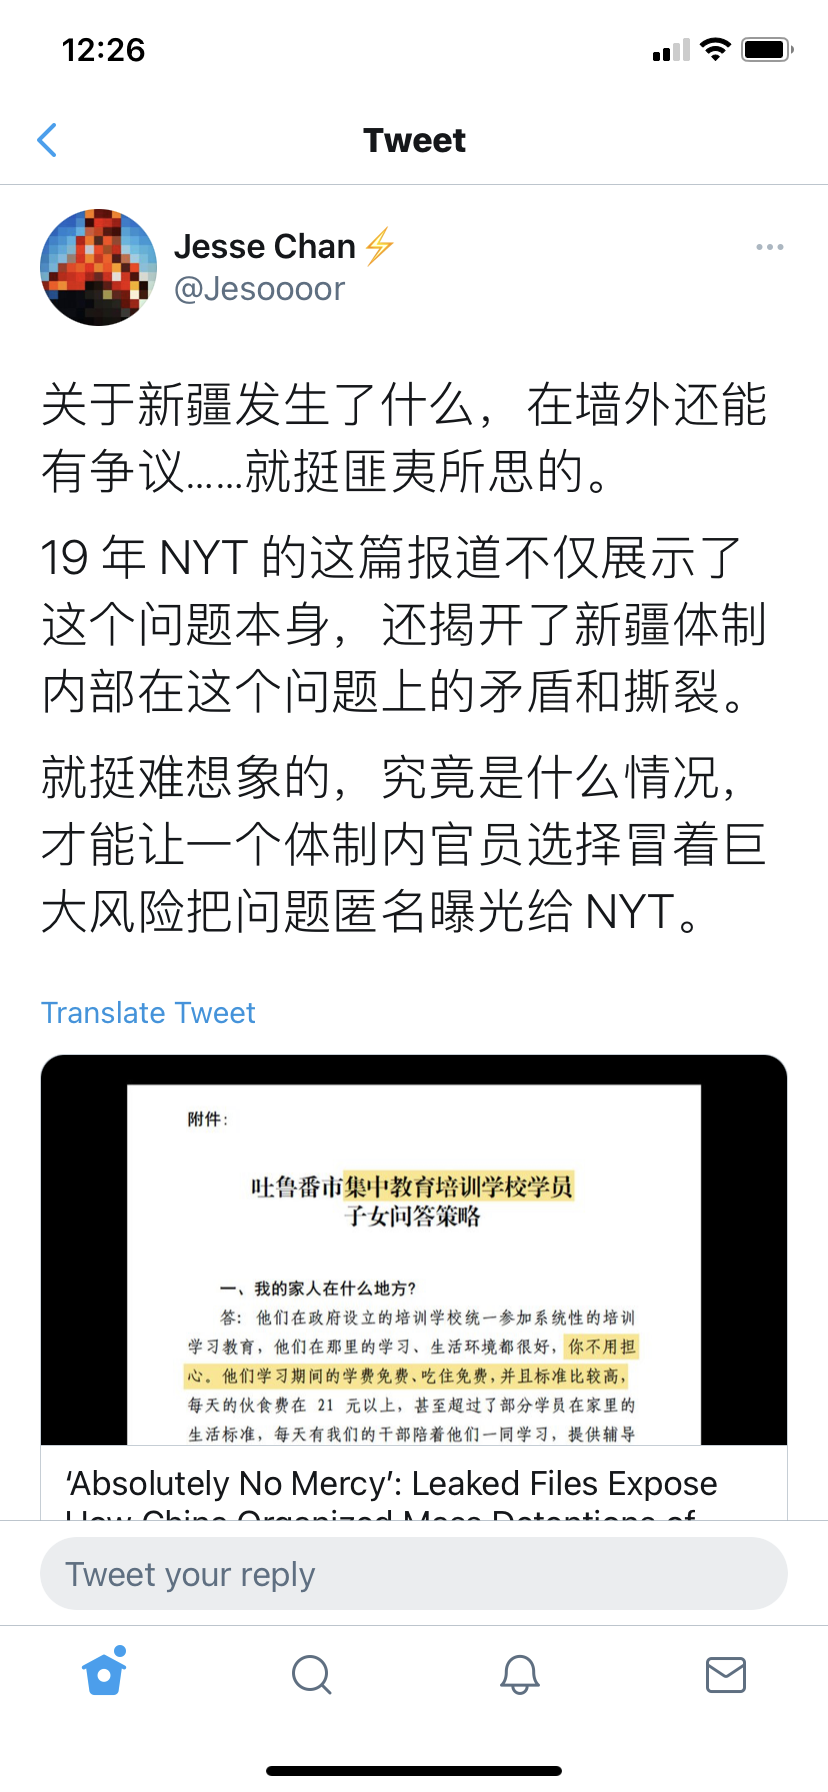 12:26
Tweet
Jesse Chan⚡
@Jesoooor
关于新疆发生了什么，在墙外还能
有争议……就挺匪夷所思的。
19 年 NYT 的这篇报道不仅展示了
这个问题本身，还揭开了新疆体制
内部在这个问题上的矛盾和撕裂。
就挺难想象的，究竟是什么情况，
才能让一个体制内官员选择冒着巨
大风险把问题匿名曝光给 NYT。
Translate Tweet
附件：
吐鲁番市集中教育培训学校学员
子女问答策略
一、我的家人在什么地方？
答：他们在政府设立的培训学校统一参加系统性的培训
学习教育，他们在那里的学习、生活环境都很好，你不用担
心。他们学习期间的学费免费、吃住免费，并且标准比较高，
每天的伙食费在 21 元以上，甚至超过了部分学员在家里的
生活标准，每天有我们的干部陪着他们一同学习，提供辅导
‘Absolutely No Mercy’: Leaked Files Expose
How China Organized Mass Detentions of
Tweet your reply